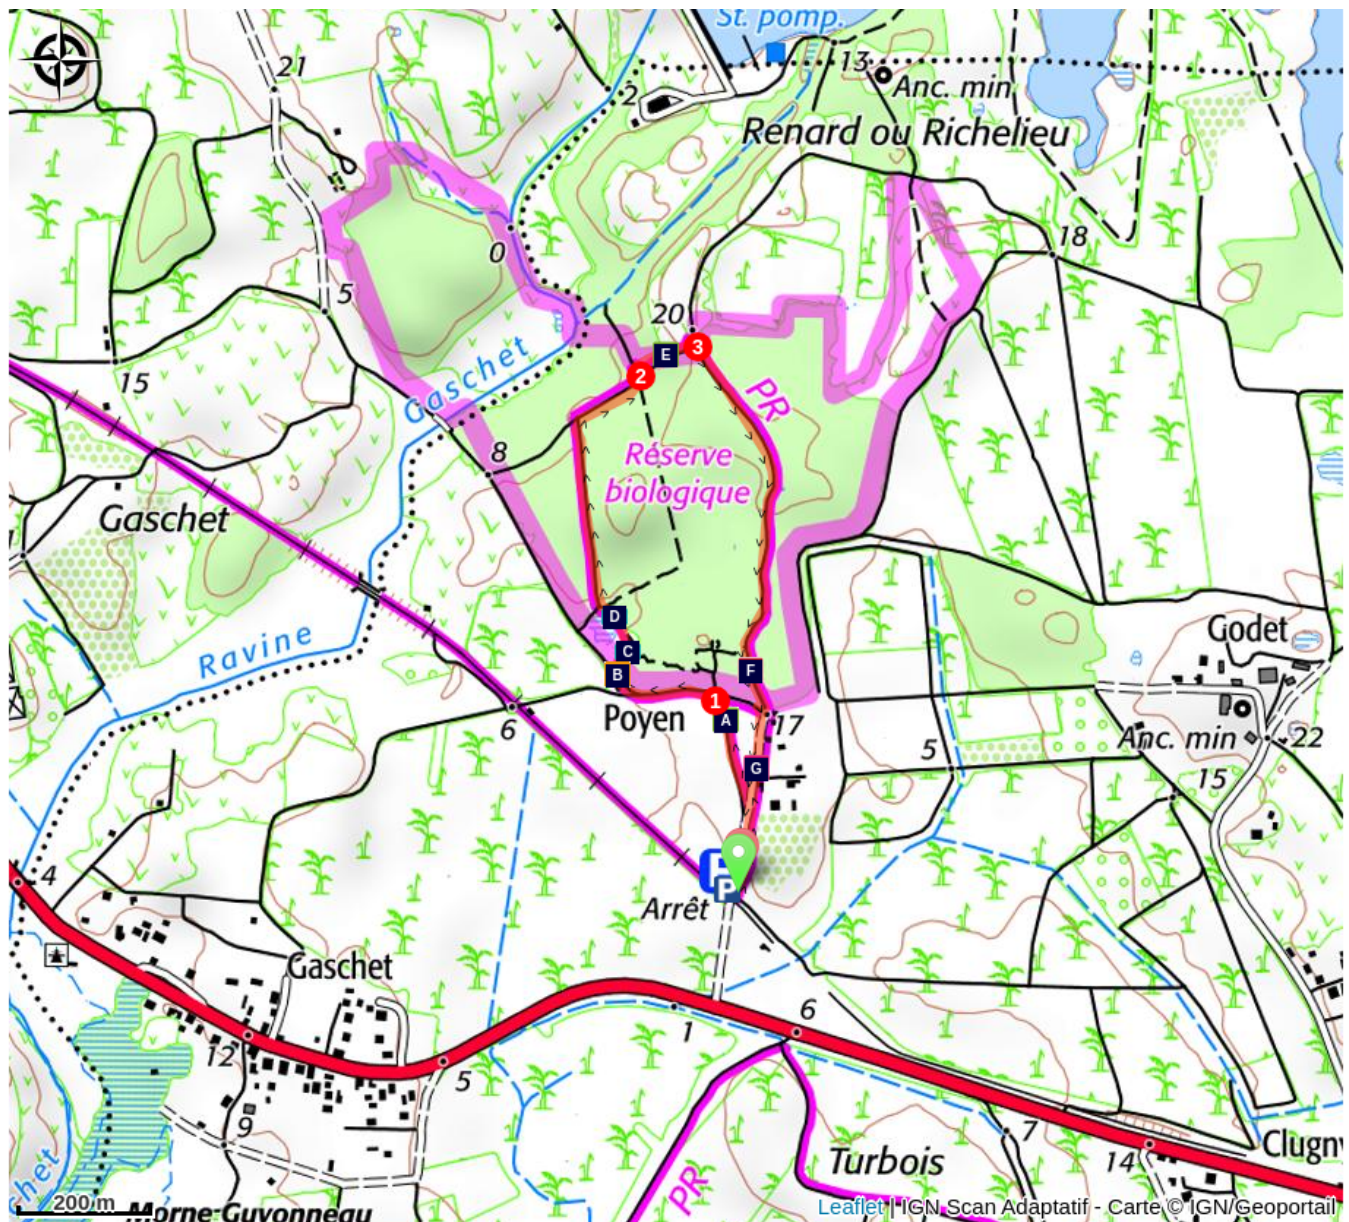 St. pomp.
21
13
Anc. min
2
Renard ou Richelieu
18
0
5
20
E
3
PR
15
2
Gaschet
8
Réserve
biologique
Gaschet
D
Ravine
C
Godet
F
B
1
Poyen
A
17
6
5
Anc. min
22
G
15
P
P
4
Arrêt
Gaschet
6
1
12
5
9
7
14
Clugn
Turbois
PR
chet
200 m
Morne-Guyonneau
Leaflet | IGN Scan Adaptatif - Carte © IGN/Geoportail